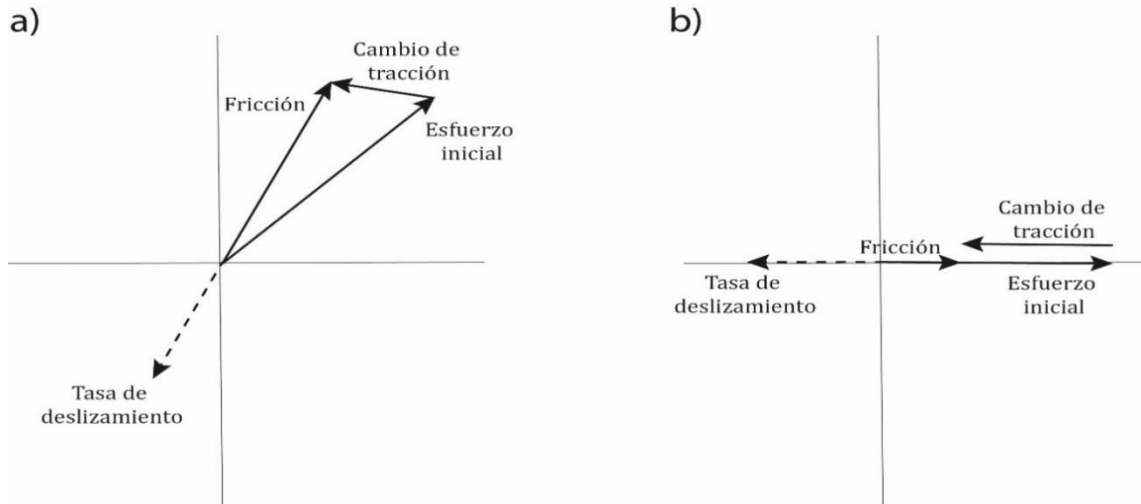 a)
Cambio de
tracción
Fricción
Esfuerzo
inicial
Tasa de
deslizamiento
b)
Cambio de
tracción
Fricción
Tasa de
deslizamiento
Esfuerzo
inicial